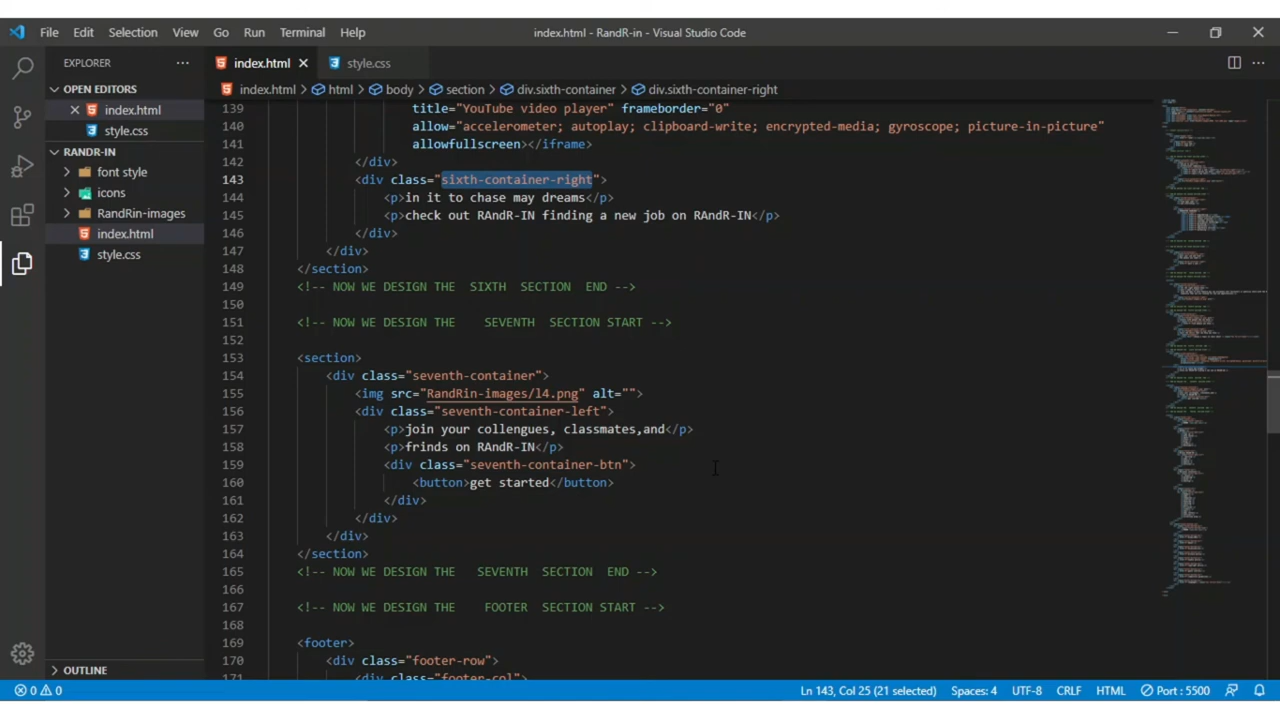 File Edit Selection View Go Run Terminal Help
index.html - RandR-in - Visual Studio Code
EXPLORER
OPEN EDITORS
index.html
style.css
RANDR-IN
font style
icons
RandRin-images
index.html
style.css
OUTLINE
index.html style.css
index.html > html > body > section > div.sixth-container > div.sixth-container-right
139 title="YouTube video player" frameborder="0"
140 allow="accelerometer; autoplay; clipboard-write; encrypted-media; gyroscope; picture-in-picture"
141 allowfullscreen></iframe>
142 </div>
143 <div class="sixth-container-right">
144 <p>in it to chase may dreams</p>
145 <p>check out RAndR-IN finding a new job on RAndR-IN</p>
146 </div>
147 </div>
148 </section>
149 <!-- NOW WE DESIGN THE SIXTH SECTION END -->
150
151 <!-- NOW WE DESIGN THE SEVENTH SECTION START -->
152
153 <section>
154 <div class="seventh-container">
155 <img src="RandRin-images/l4.png" alt="">
156 <div class="seventh-container-left">
157 <p>join your collengues, classmates,and</p>
158 <p>frinds on RAndR-IN</p>
159 <div class="seventh-container-btn">
160 <button>get started</button>
161 </div>
162 </div>
163 </div>
164 </section>
165 <!-- NOW WE DESIGN THE SEVENTH SECTION END -->
166
167 <!-- NOW WE DESIGN THE FOOTER SECTION START -->
168
169 <footer>
170 <div class="footer-row">
171 <div class="footer-col">
0 0 Ln 143, Col 25 (21 selected) Spaces: 4 UTF-8 CRLF HTML Port : 5500